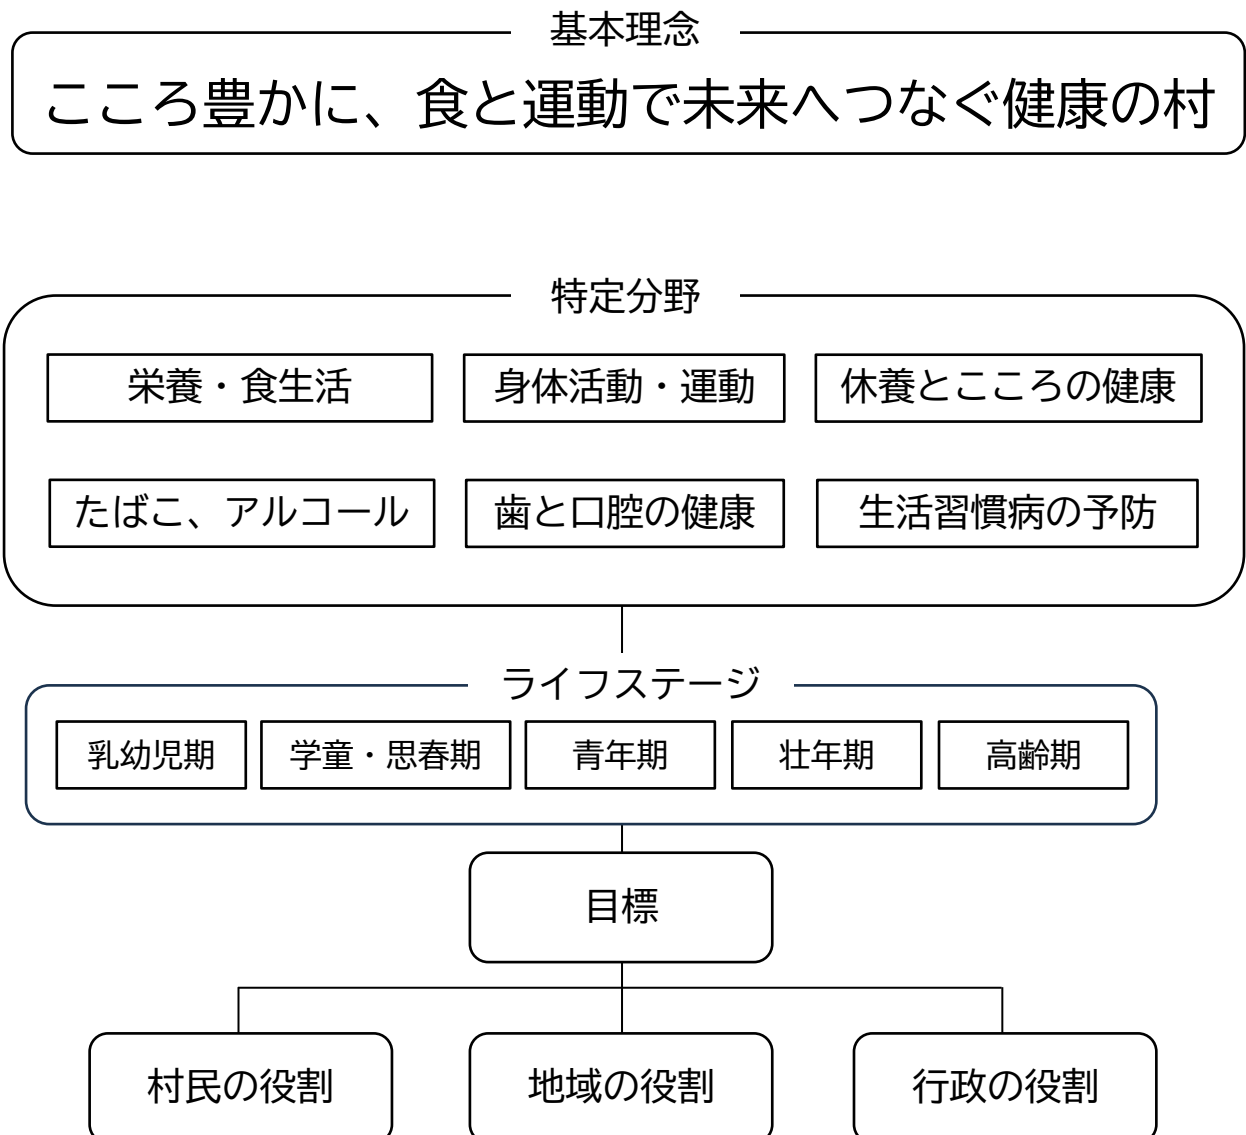 基本理念
こころ豊かに、食と運動で未来へつなぐ健康の村
特定分野
栄養・食生活 身体活動・運動 休養とこころの健康
たばこ、アルコール 歯と口腔の健康 生活習慣病の予防
ライフステージ
乳幼児期 学童・思春期 青年期 壮年期 高齢期
目標
村民の役割 地域の役割 行政の役割